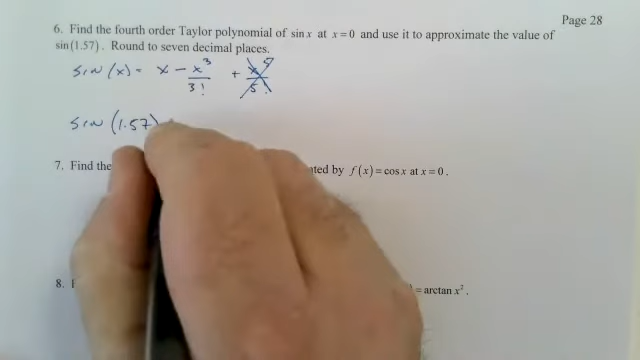 Page 28
6. Find the fourth order Taylor polynomial of sin x at x = 0 and use it to approximate the value of
sin(1.57). Round to seven decimal places.
sin(x) = x - x³/3! + x⁵/5!
sin(1.57)
7. Find the ated by f(x) = cos x at x = 0.
8. = arctan x².